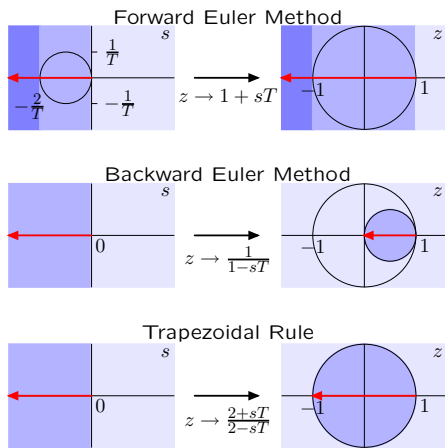 Forward Euler Method
s
1/T
−2/T
−1/T
z → 1 + sT
z
−1
1
Backward Euler Method
s
0
z → 1/(1−sT)
z
−1
1
Trapezoidal Rule
s
0
z → (2+sT)/(2−sT)
z
−1
1